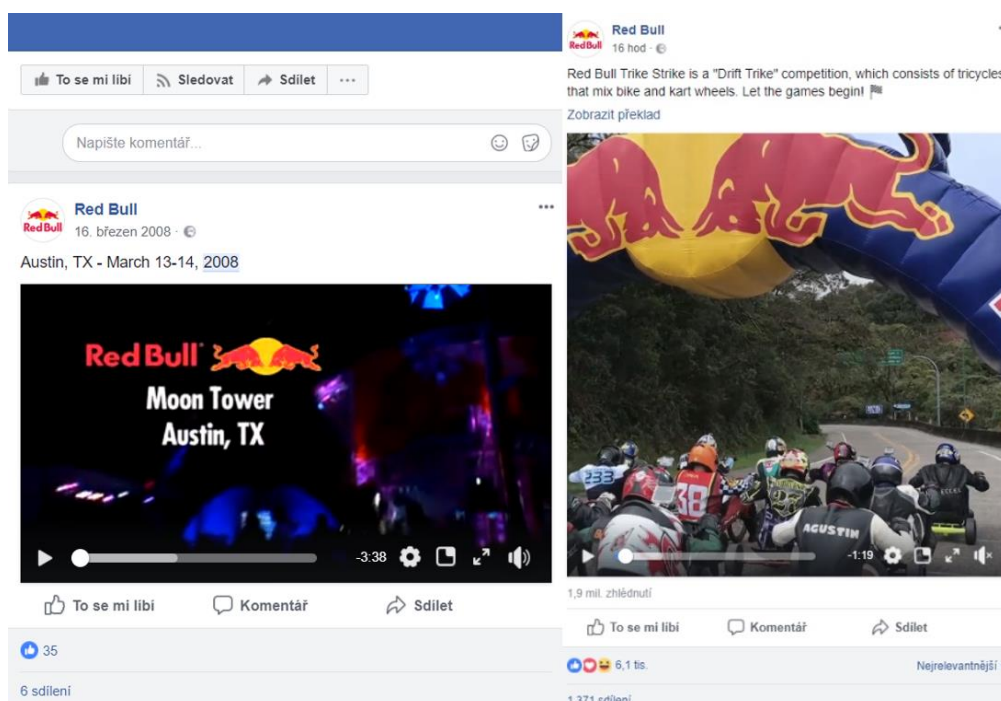 To se mi líbí Sledovat Sdílet ...
Napište komentář...
Red Bull
RedBull
16. březen 2008 ·
Austin, TX - March 13-14, 2008
Red Bull
Moon Tower
Austin, TX
-3:38
To se mi líbí Komentář Sdílet
35
6 sdílení
Red Bull
RedBull
16 hod ·
Red Bull Trike Strike is a "Drift Trike" competition, which consists of tricycles
that mix bike and kart wheels. Let the games begin!
Zobrazit překlad
233
38
AGUSTIN
-1:19
1,9 mil. zhlédnutí
To se mi líbí Komentář Sdílet
6,1 tis. Nejrelevantnější
1 371 sdílení